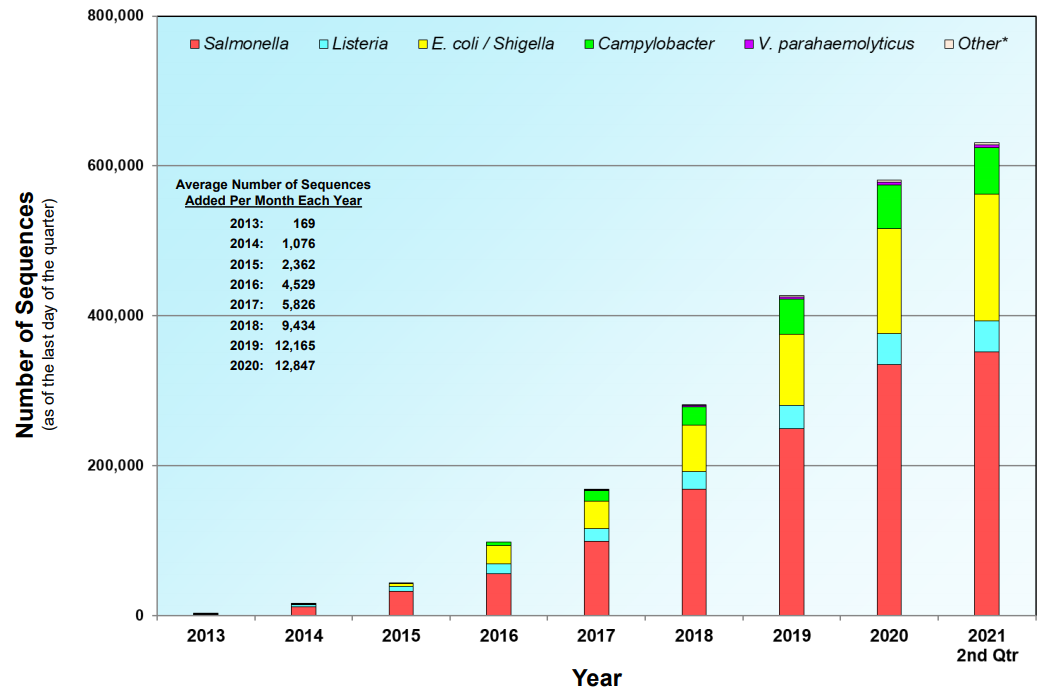 800,000
Salmonella Listeria E. coli / Shigella Campylobacter V. parahaemolyticus Other*
600,000
Average Number of Sequences
Added Per Month Each Year
2013: 169
2014: 1,076
2015: 2,362
2016: 4,529
2017: 5,826
2018: 9,434
2019: 12,165
2020: 12,847
Number of Sequences
(as of the last day of the quarter)
400,000
200,000
0
2013 2014 2015 2016 2017 2018 2019 2020 2021
2nd Qtr
Year